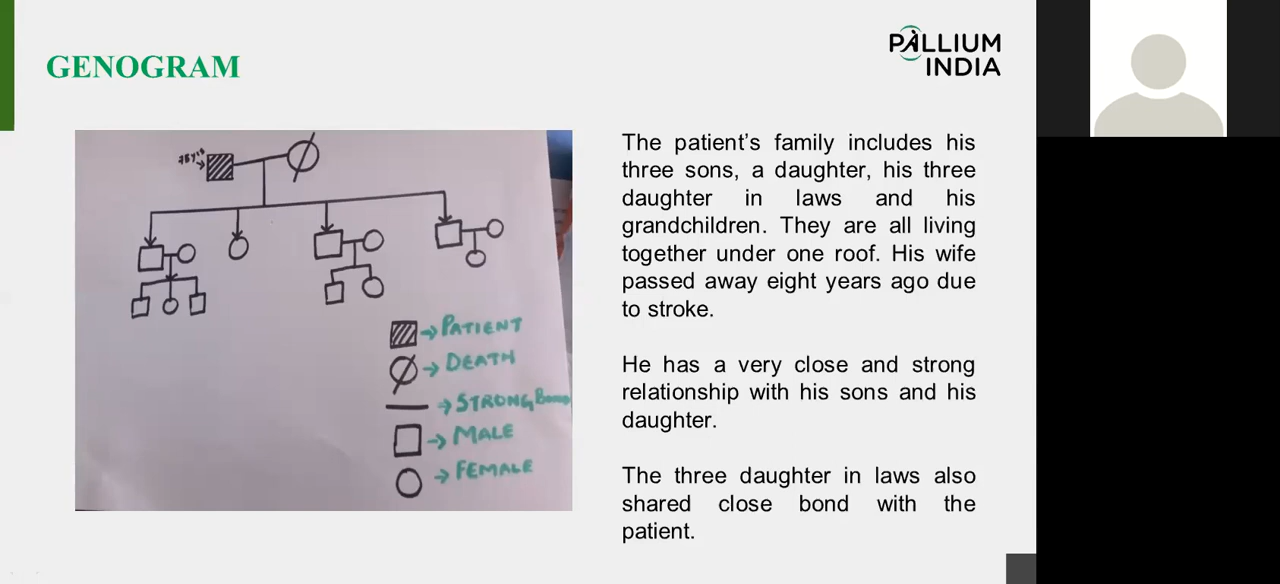 GENOGRAM
PALLIUM
INDIA
→ PATIENT
→ DEATH
→ STRONG
→ MALE
→ FEMALE
The patient’s family includes his
three sons, a daughter, his three
daughter in laws and his
grandchildren. They are all living
together under one roof. His wife
passed away eight years ago due
to stroke.
He has a very close and strong
relationship with his sons and his
daughter.
The three daughter in laws also
shared close bond with the
patient.